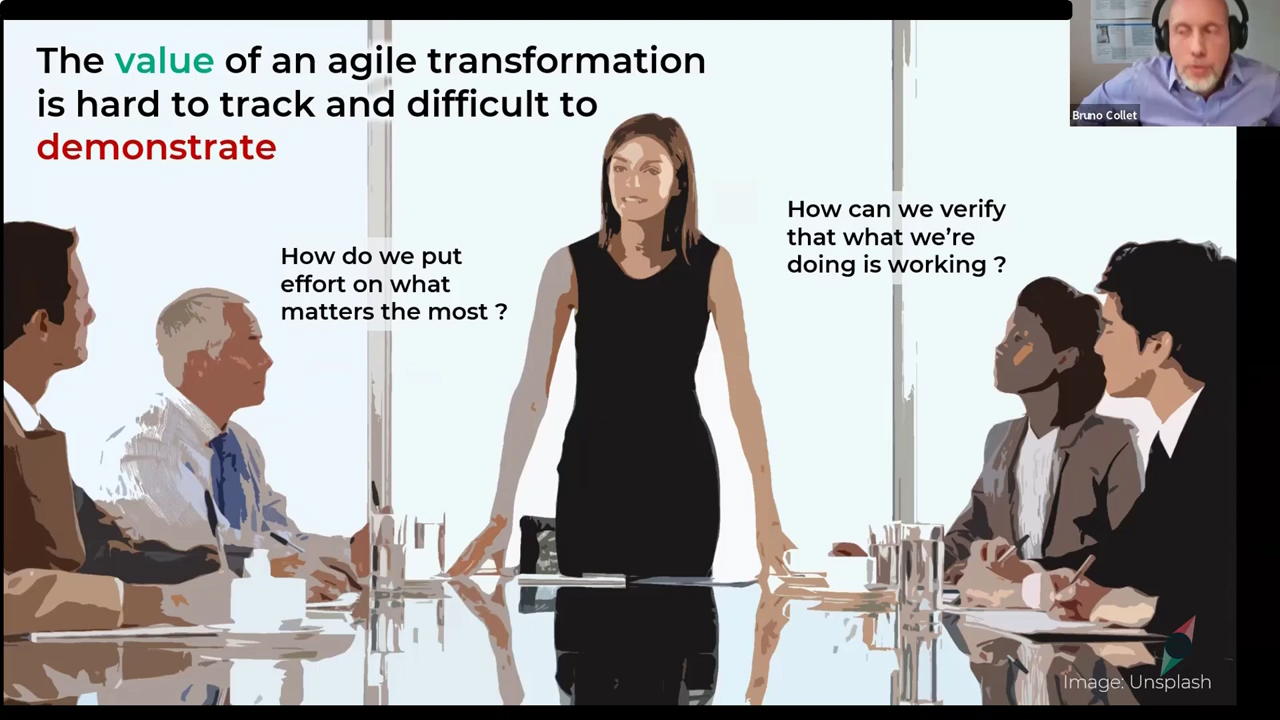 The value of an agile transformation
is hard to track and difficult to
demonstrate
Bruno Collet
How can we verify
that what we're
doing is working ?
How do we put
effort on what
matters the most ?
Image: Unsplash